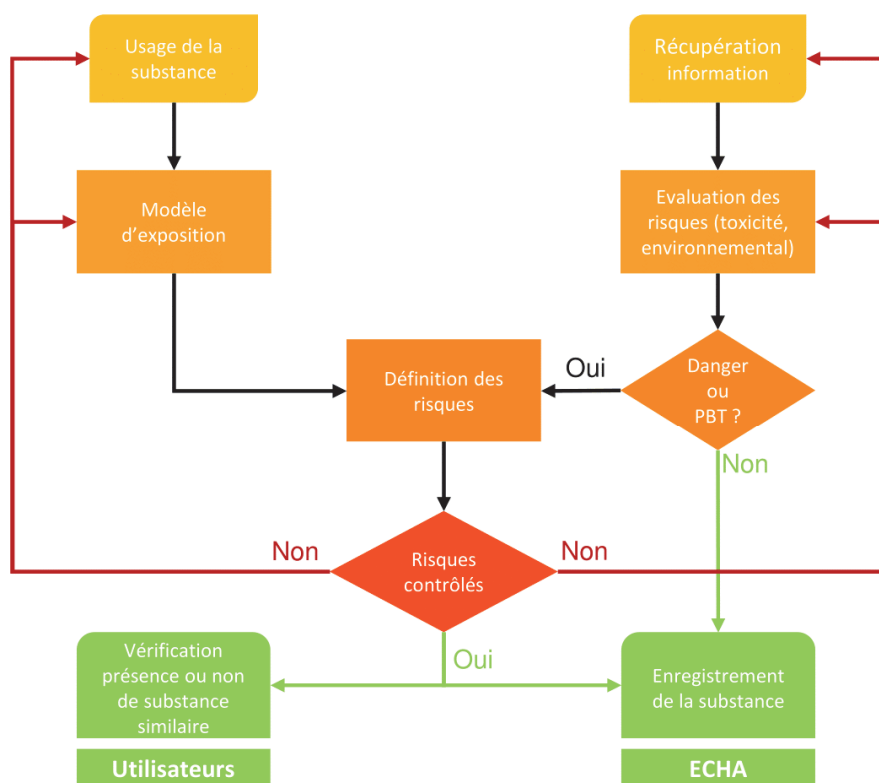 Usage de la
substance
Récupération
information
Modèle
d'exposition
Evaluation des
risques (toxicité,
environnemental)
Définition des
risques
Oui
Danger
ou
PBT ?
Non
Non
Risques
contrôlés
Non
Oui
Vérification
présence ou non
de substance
similaire
Enregistrement
de la substance
Utilisateurs
ECHA